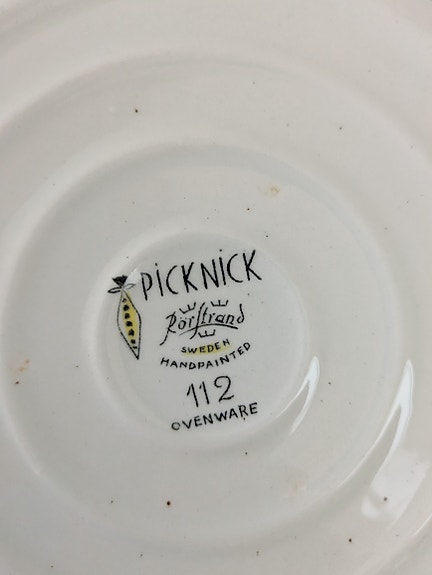 PICKNICK
Rörstrand
SWEDEN
HANDPAINTED
112
OVENWARE